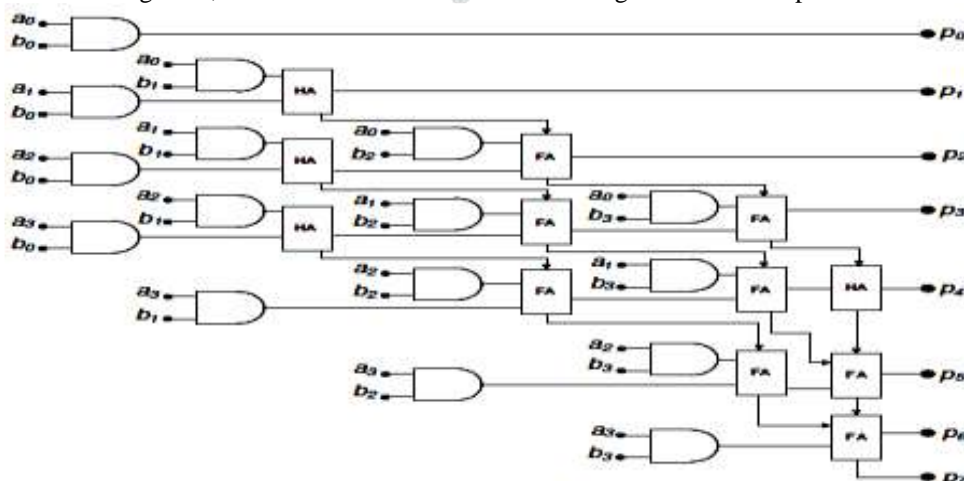 a₀
b₀
p₀
a₀
b₁
HA
p₁
a₁
b₀
a₁
b₁
HA
a₀
b₂
FA
p₂
a₂
b₀
a₂
b₁
HA
a₁
b₂
FA
a₀
b₃
FA
p₃
a₃
b₀
a₂
b₂
FA
a₁
b₃
FA
HA
p₄
a₃
b₁
a₃
b₂
a₂
b₃
FA
FA
p₅
a₃
b₃
FA
p₆